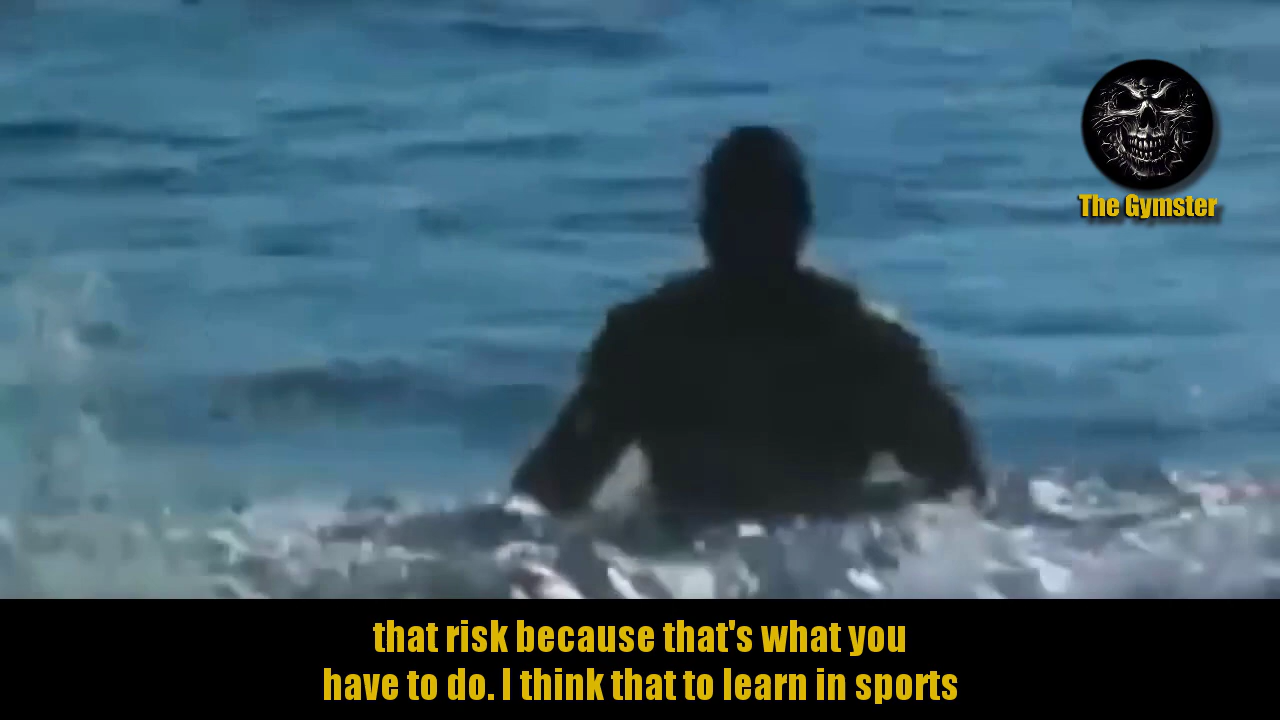 The Gymster
that risk because that's what you
have to do. I think that to learn in sports